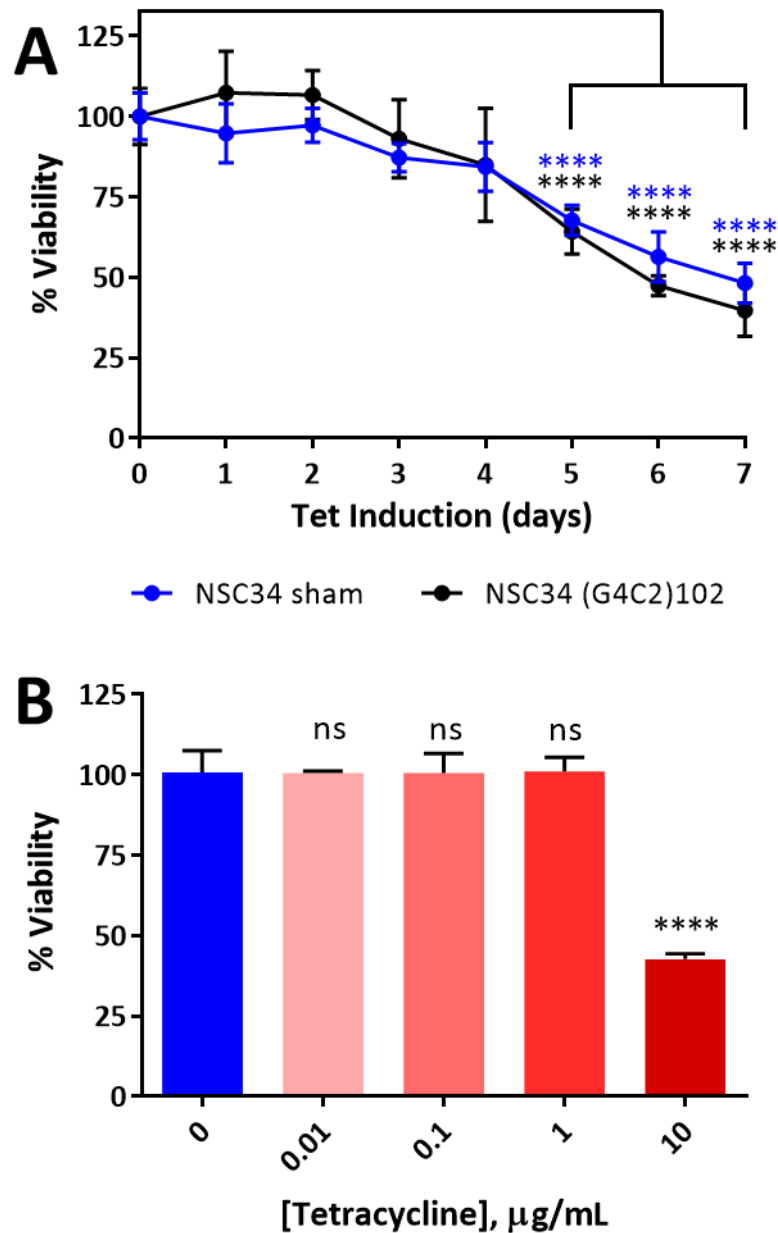 A
% Viability
125
100
75
50
25
0
****
****
****
****
****
****
0 1 2 3 4 5 6 7
Tet Induction (days)
NSC34 sham NSC34 (G4C2)102
B
% Viability
125
100
75
50
25
0
ns ns ns ****
0 0.01 0.1 1 10
[Tetracycline], μg/mL